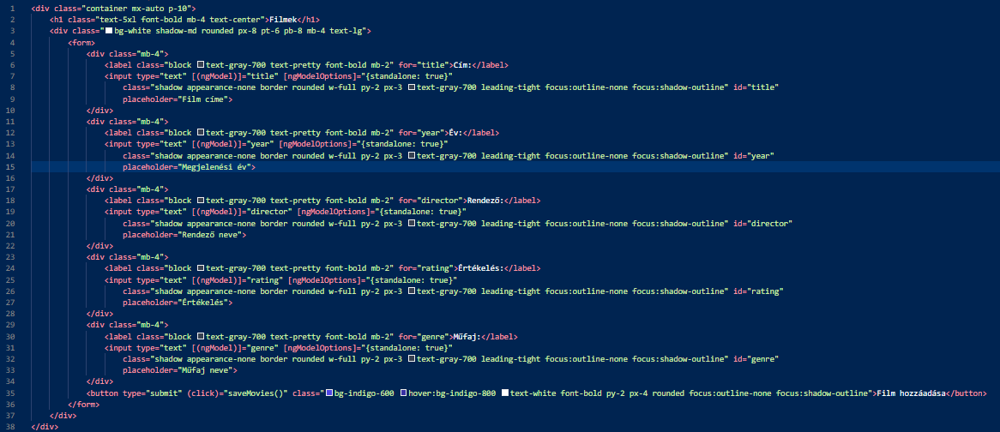 1 <div class="container mx-auto p-10">
2     <h1 class="text-5xl font-bold mb-4 text-center">Filmek</h1>
3     <div class="bg-white shadow-md rounded px-8 pt-6 pb-8 mb-4 text-lg">
4         <form>
5             <div class="mb-4">
6                 <label class="block text-gray-700 text-pretty font-bold mb-2" for="title">Cím:</label>
7                 <input type="text" [(ngModel)]="title" [ngModelOptions]="{standalone: true}"
8                     class="shadow appearance-none border rounded w-full py-2 px-3 text-gray-700 leading-tight focus:outline-none focus:shadow-outline" id="title"
9                     placeholder="Film címe">
10             </div>
11             <div class="mb-4">
12                 <label class="block text-gray-700 text-pretty font-bold mb-2" for="year">Év:</label>
13                 <input type="text" [(ngModel)]="year" [ngModelOptions]="{standalone: true}"
14                     class="shadow appearance-none border rounded w-full py-2 px-3 text-gray-700 leading-tight focus:outline-none focus:shadow-outline" id="year"
15                     placeholder="Megjelenési év">
16             </div>
17             <div class="mb-4">
18                 <label class="block text-gray-700 text-pretty font-bold mb-2" for="director">Rendező:</label>
19                 <input type="text" [(ngModel)]="director" [ngModelOptions]="{standalone: true}"
20                     class="shadow appearance-none border rounded w-full py-2 px-3 text-gray-700 leading-tight focus:outline-none focus:shadow-outline" id="director"
21                     placeholder="Rendező neve">
22             </div>
23             <div class="mb-4">
24                 <label class="block text-gray-700 text-pretty font-bold mb-2" for="rating">Értékelés:</label>
25                 <input type="text" [(ngModel)]="rating" [ngModelOptions]="{standalone: true}"
26                     class="shadow appearance-none border rounded w-full py-2 px-3 text-gray-700 leading-tight focus:outline-none focus:shadow-outline" id="rating"
27                     placeholder="Értékelés">
28             </div>
29             <div class="mb-4">
30                 <label class="block text-gray-700 text-pretty font-bold mb-2" for="genre">Műfaj:</label>
31                 <input type="text" [(ngModel)]="genre" [ngModelOptions]="{standalone: true}"
32                     class="shadow appearance-none border rounded w-full py-2 px-3 text-gray-700 leading-tight focus:outline-none focus:shadow-outline" id="genre"
33                     placeholder="Műfaj neve">
34             </div>
35             <button type="submit" (click)="saveMovies()" class="bg-indigo-600 hover:bg-indigo-800 text-white font-bold py-2 px-4 rounded focus:outline-none focus:shadow-outline">Film hozzáadása</button>
36         </form>
37     </div>
38 </div>